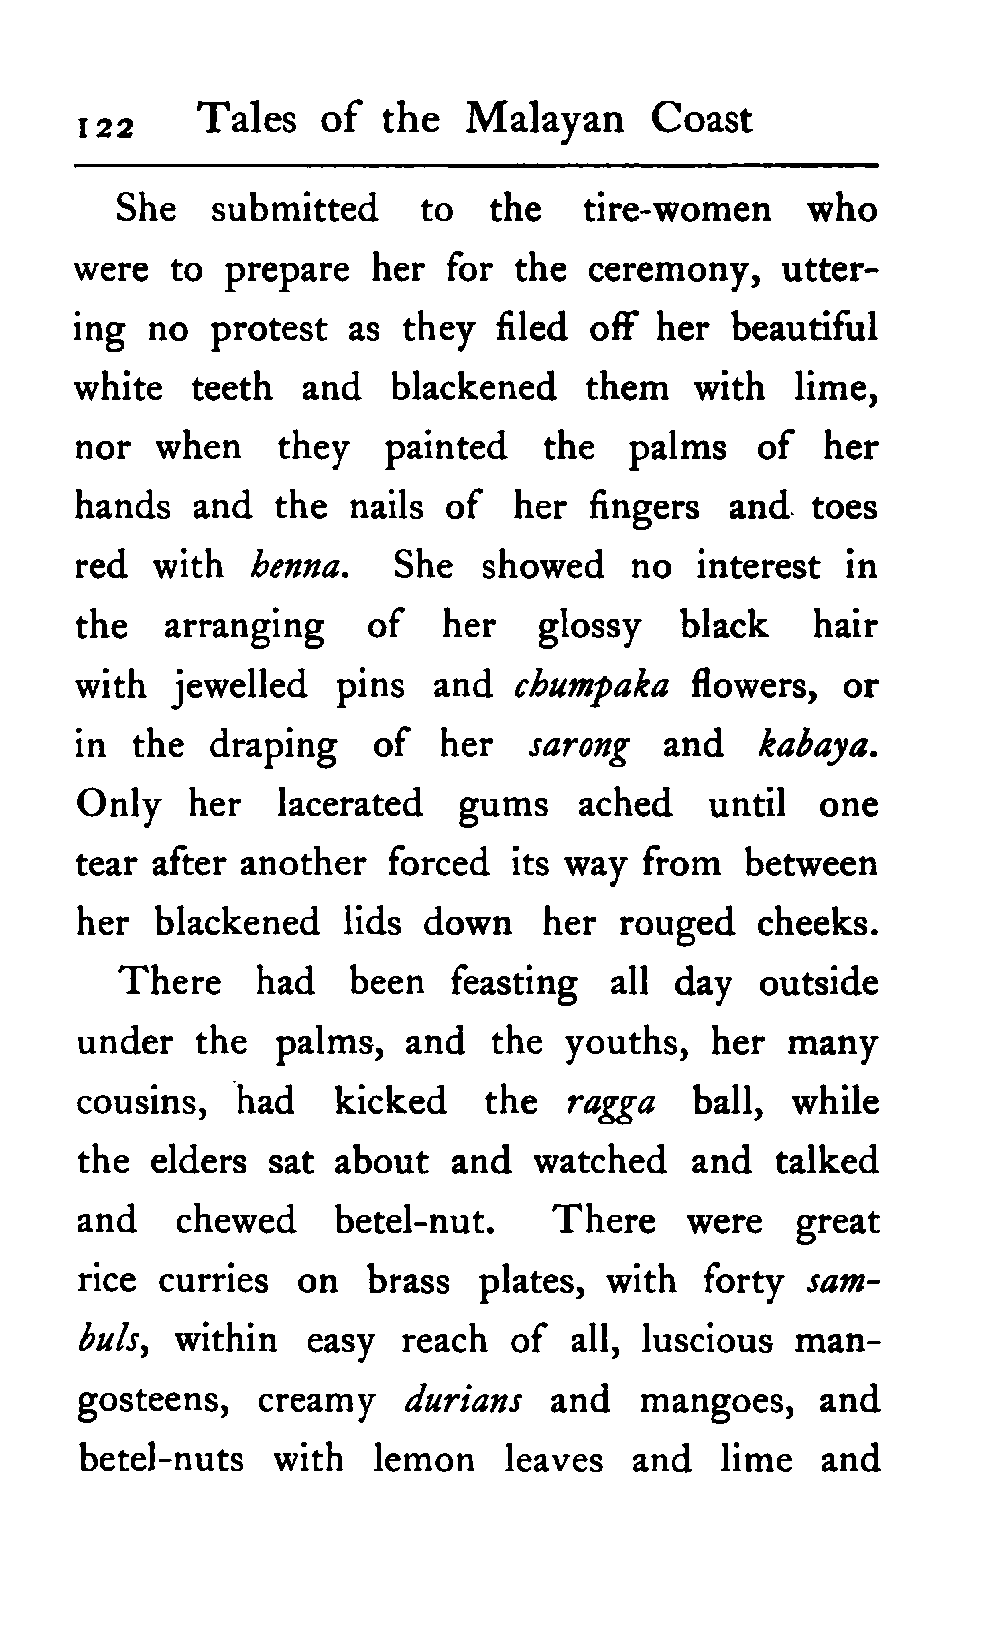 122 Tales of the Malayan Coast
She submitted to the tire-women who
were to prepare her for the ceremony, utter-
ing no protest as they filed off her beautiful
white teeth and blackened them with lime,
nor when they painted the palms of her
hands and the nails of her fingers and toes
red with henna. She showed no interest in
the arranging of her glossy black hair
with jewelled pins and chumpaka flowers, or
in the draping of her sarong and kabaya.
Only her lacerated gums ached until one
tear after another forced its way from between
her blackened lids down her rouged cheeks.
There had been feasting all day outside
under the palms, and the youths, her many
cousins, had kicked the ragga ball, while
the elders sat about and watched and talked
and chewed betel-nut. There were great
rice curries on brass plates, with forty sam-
buls, within easy reach of all, luscious man-
gosteens, creamy durians and mangoes, and
betel-nuts with lemon leaves and lime and